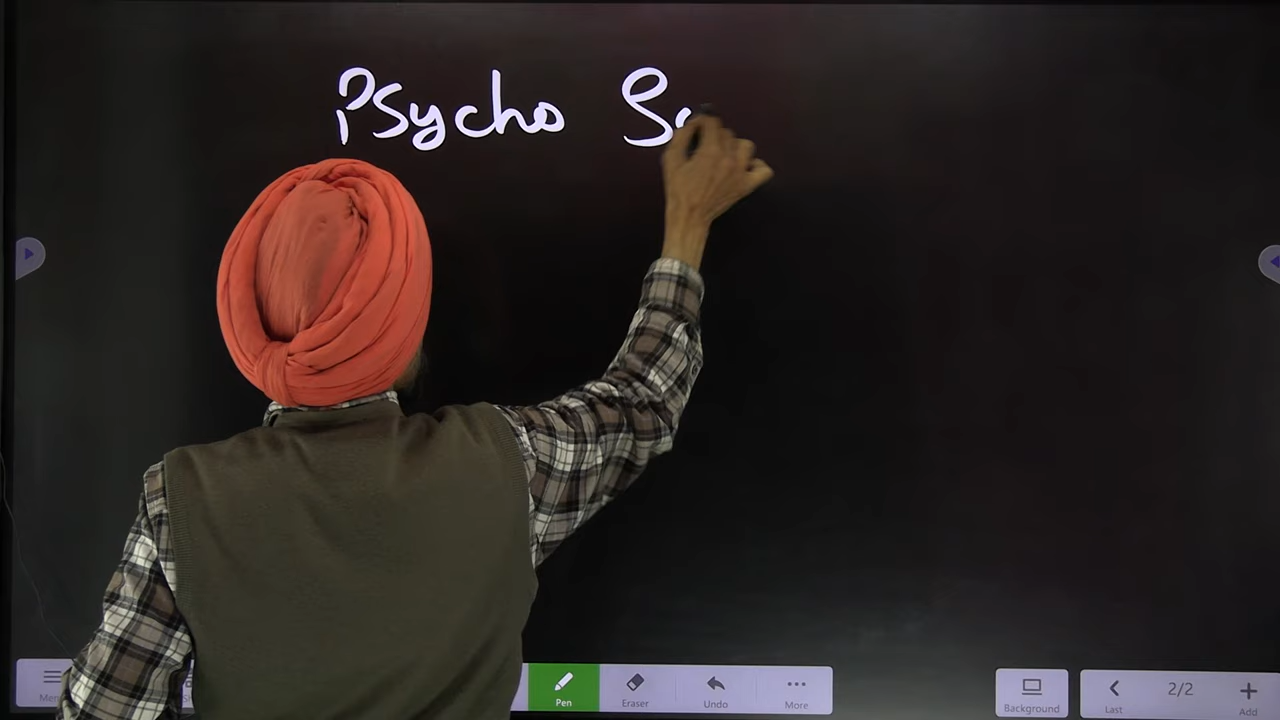 Psycho
Pen
Eraser
Undo
More
Background
Last
2/2
Add